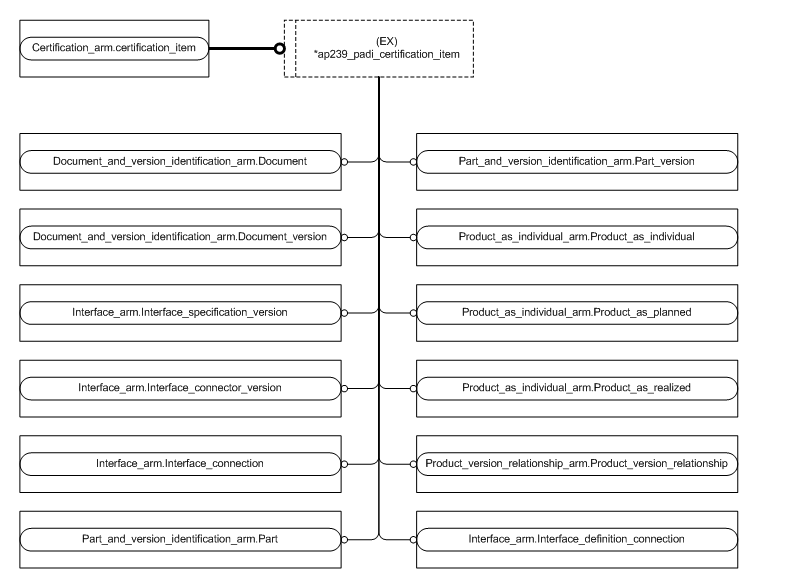 Certification_arm.certification_item
(EX)
*ap239_padi_certification_item
Document_and_version_identification_arm.Document
Part_and_version_identification_arm.Part_version
Document_and_version_identification_arm.Document_version
Product_as_individual_arm.Product_as_individual
Interface_arm.Interface_specification_version
Product_as_individual_arm.Product_as_planned
Interface_arm.Interface_connector_version
Product_as_individual_arm.Product_as_realized
Interface_arm.Interface_connection
Product_version_relationship_arm.Product_version_relationship
Part_and_version_identification_arm.Part
Interface_arm.Interface_definition_connection